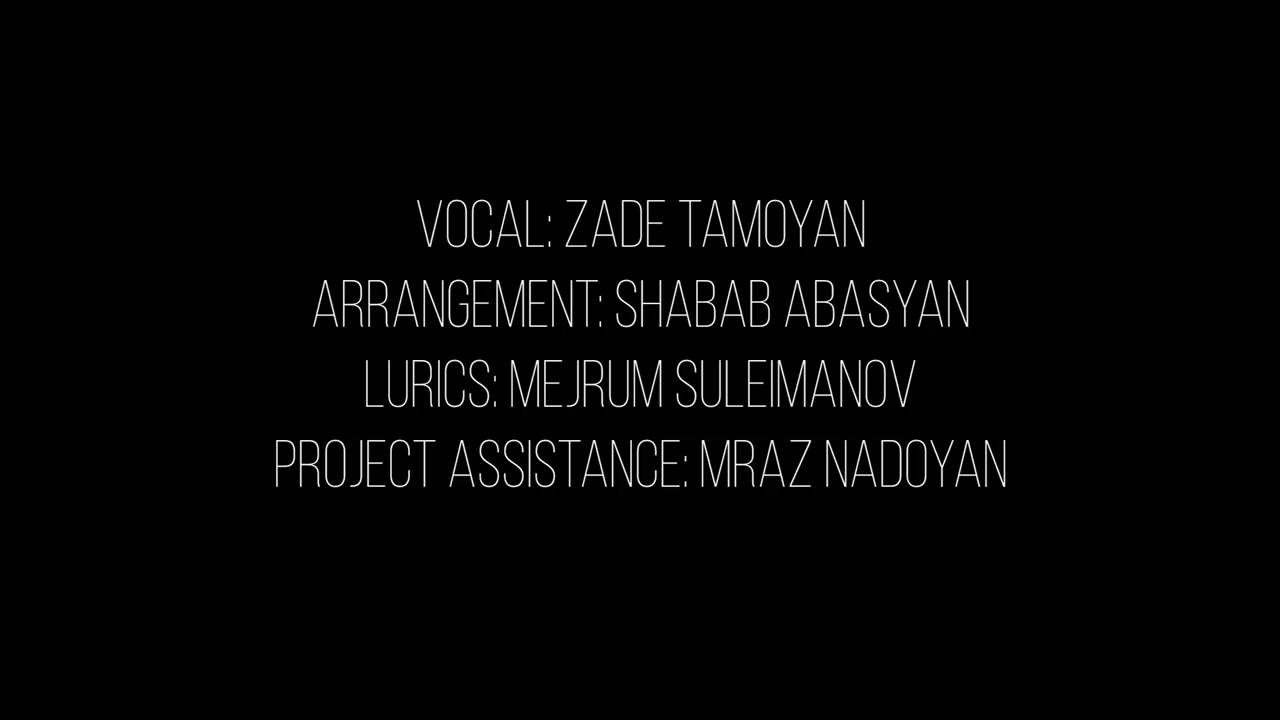 VOCAL: ZADE TAMOYAN
ARRANGEMENT: SHABAB ABASYAN
LURICS: MEJRUM SULEIMANOV
PROJECT ASSISTANCE: MRAZ NADOYAN